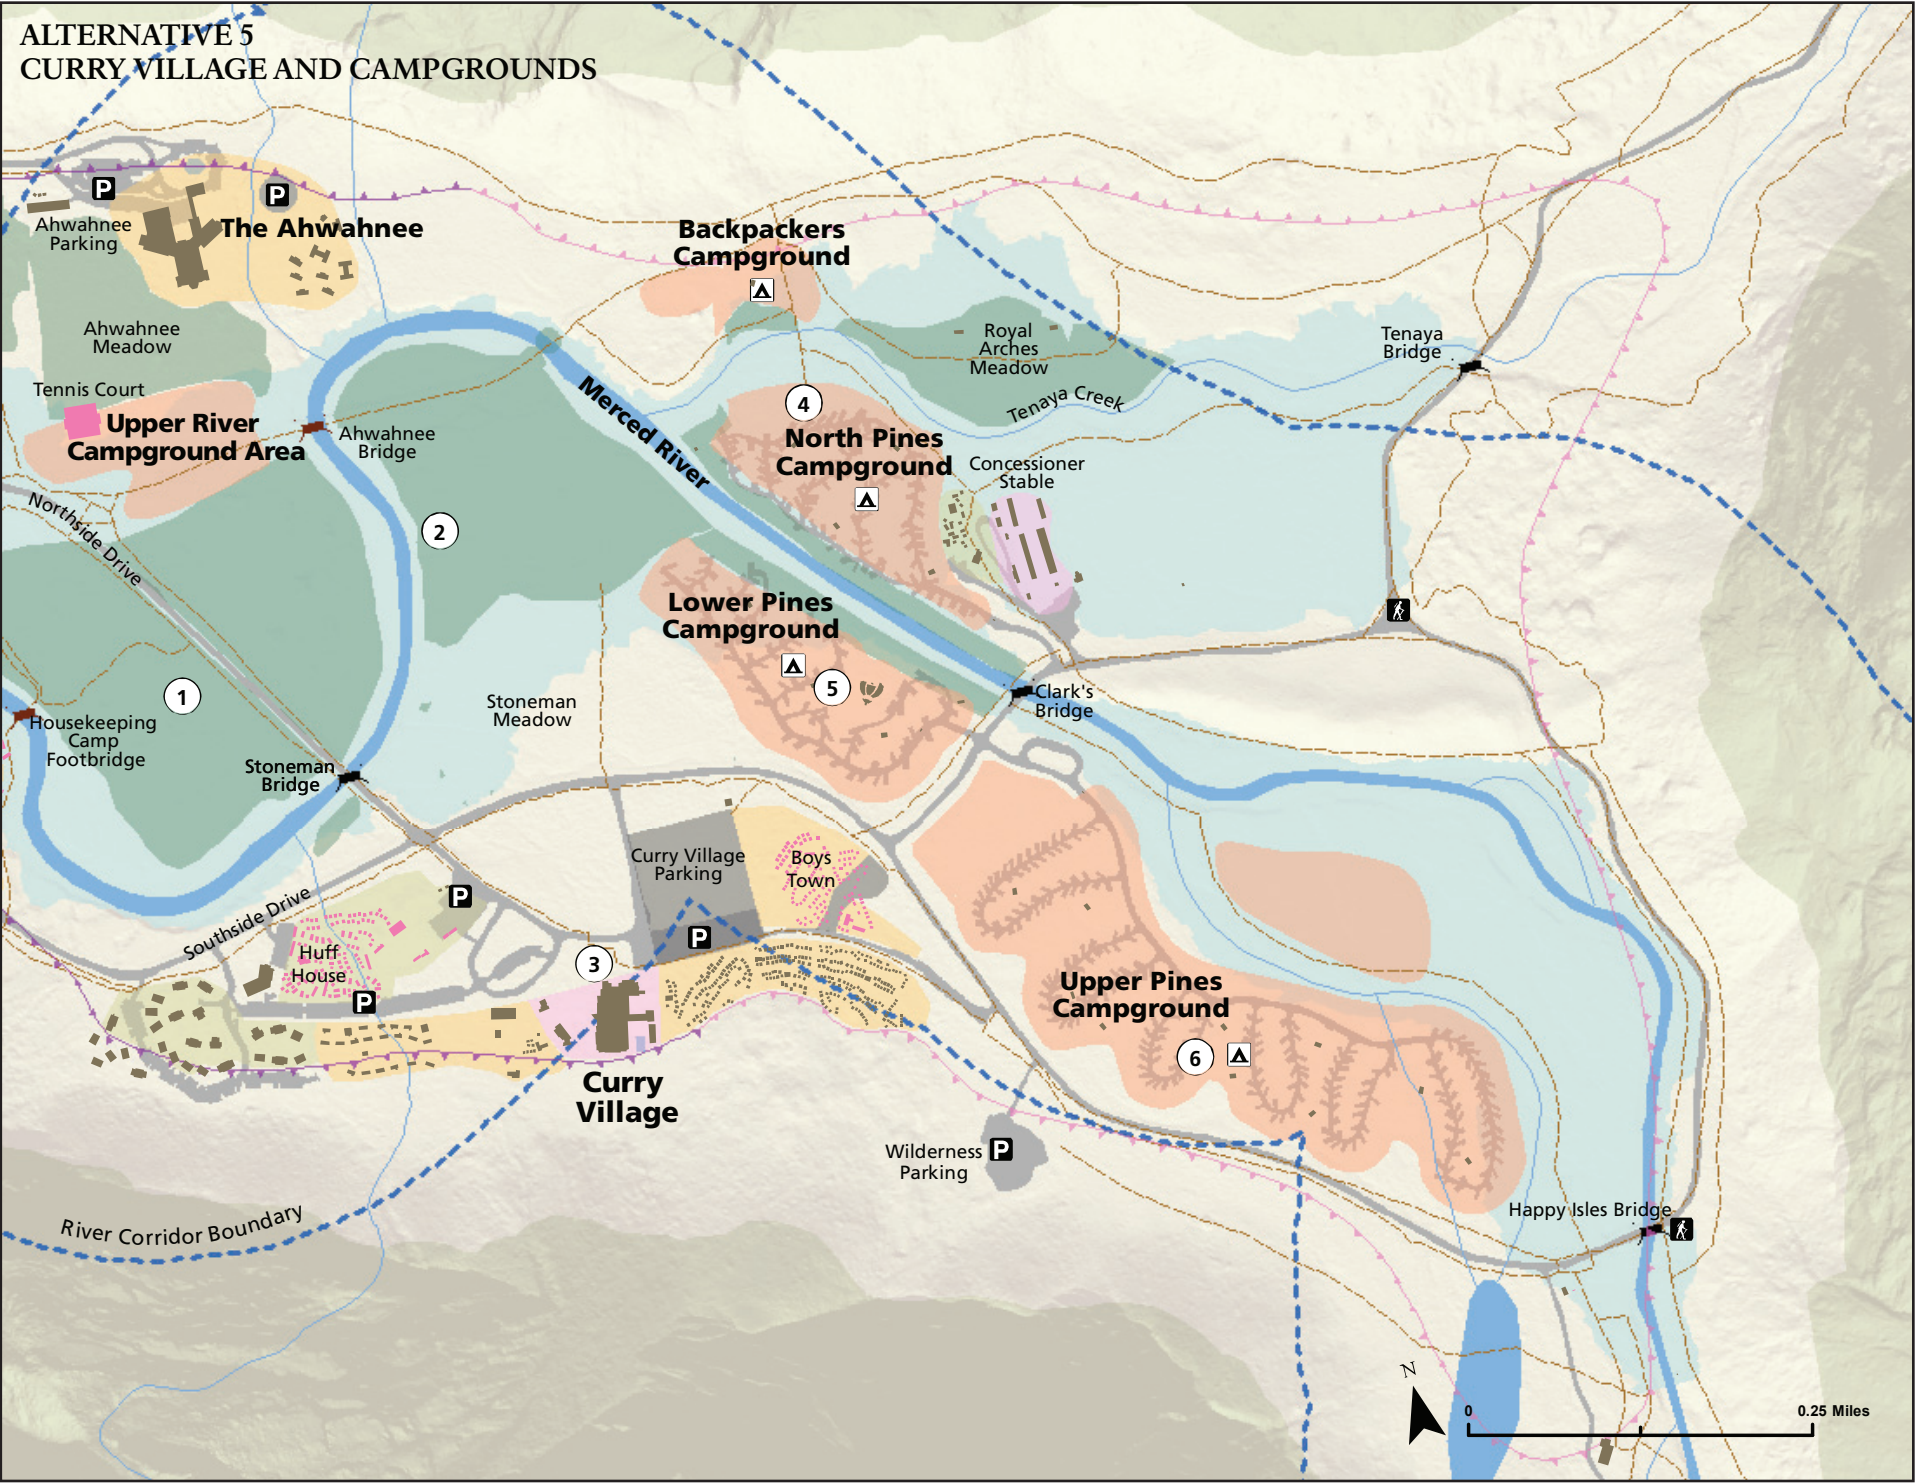 ALTERNATIVE 5
CURRY VILLAGE AND CAMPGROUNDS
P
P
Ahwahnee
Parking
The Ahwahnee
Backpackers
Campground
Ahwahnee
Meadow
Royal
Arches
Meadow
Tenaya
Bridge
Tennis Court
Upper River
Campground Area
Ahwahnee
Bridge
Merced River
Tenaya Creek
4
North Pines
Campground
Concessioner
Stable
Northside Drive
2
Lower Pines
Campground
5
1
Stoneman
Meadow
Clark's
Bridge
Housekeeping
Camp
Footbridge
Stoneman
Bridge
Curry Village
Parking
Boys
Town
P
Southside Drive
Huff
House
P
3
P
Upper Pines
Campground
6
Curry
Village
Wilderness
Parking
P
River Corridor Boundary
Happy Isles Bridge
N
0
0.25 Miles